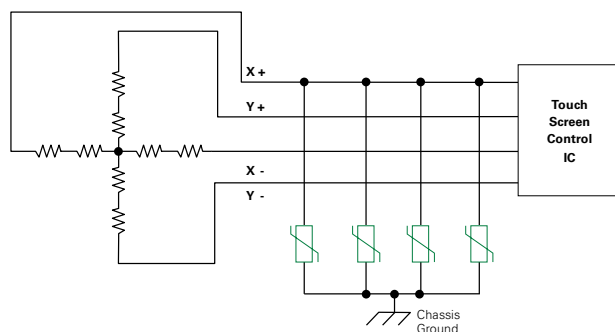 X +
Y +
X -
Y -
Touch
Screen
Control
IC
Chassis
Ground